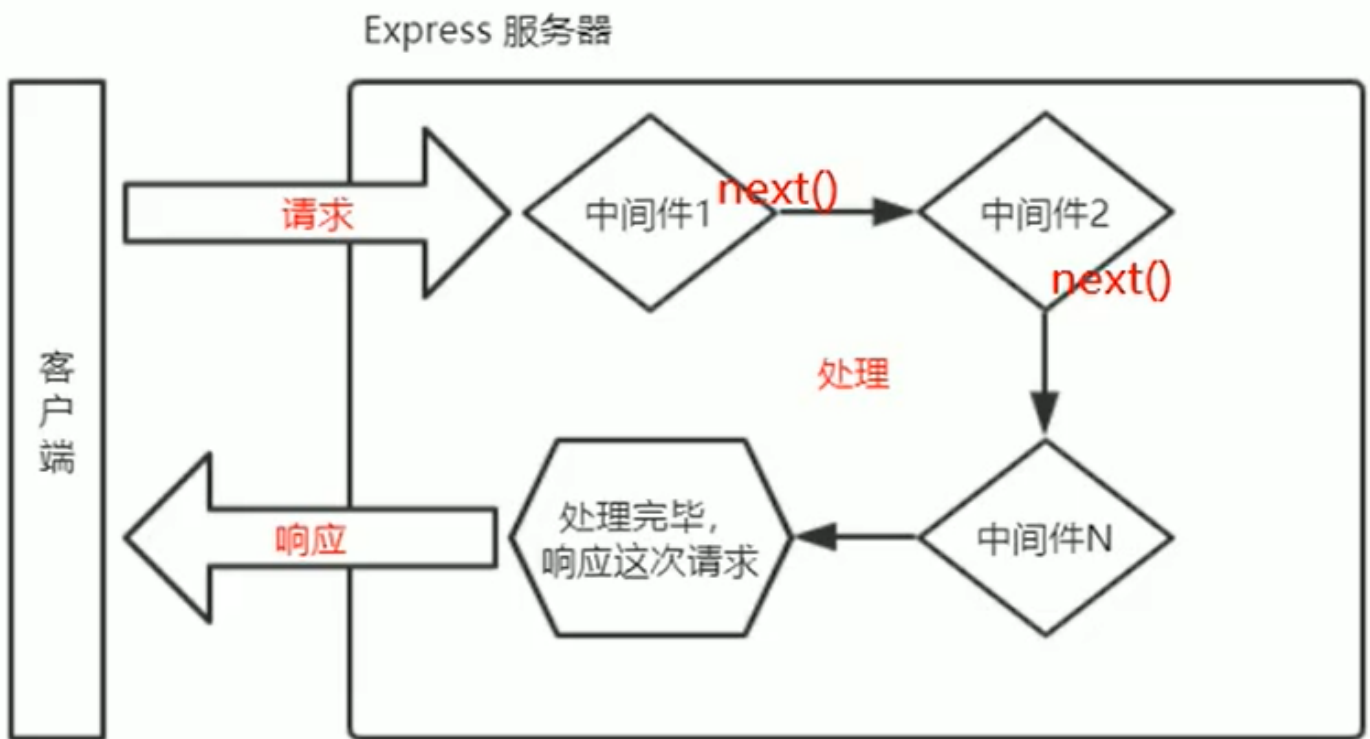 Express 服务器
请求
中间件1
next()
中间件2
next()
处理
客户端
响应
处理完毕,
响应这次请求
中间件N